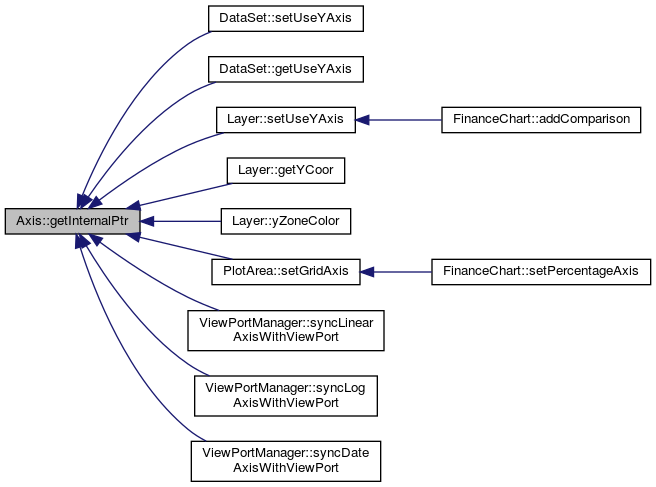 DataSet::setUseYAxis
DataSet::getUseYAxis
Layer::setUseYAxis
FinanceChart::addComparison
Layer::getYCoor
Axis::getInternalPtr
Layer::yZoneColor
PlotArea::setGridAxis
FinanceChart::setPercentageAxis
ViewPortManager::syncLinear
AxisWithViewPort
ViewPortManager::syncLog
AxisWithViewPort
ViewPortManager::syncDate
AxisWithViewPort